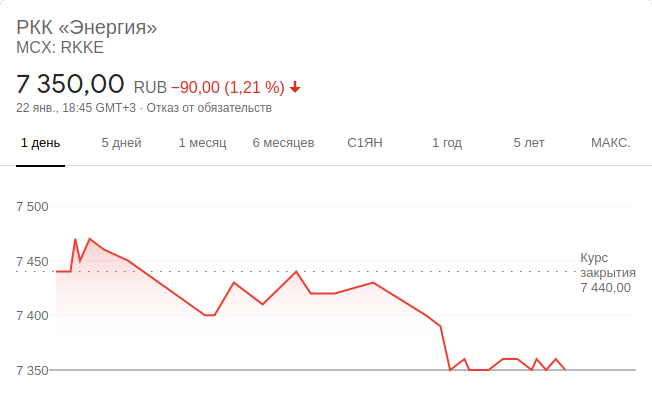 РКК «Энергия»
MCX: RKKE
7 350,00 RUB −90,00 (1,21 %)
22 янв., 18:45 GMT+3 · Отказ от обязательств
1 день 5 дней 1 месяц 6 месяцев С1ЯН 1 год 5 лет МАКС.
7 500
7 450
Курс
закрытия
7 440,00
7 400
7 350